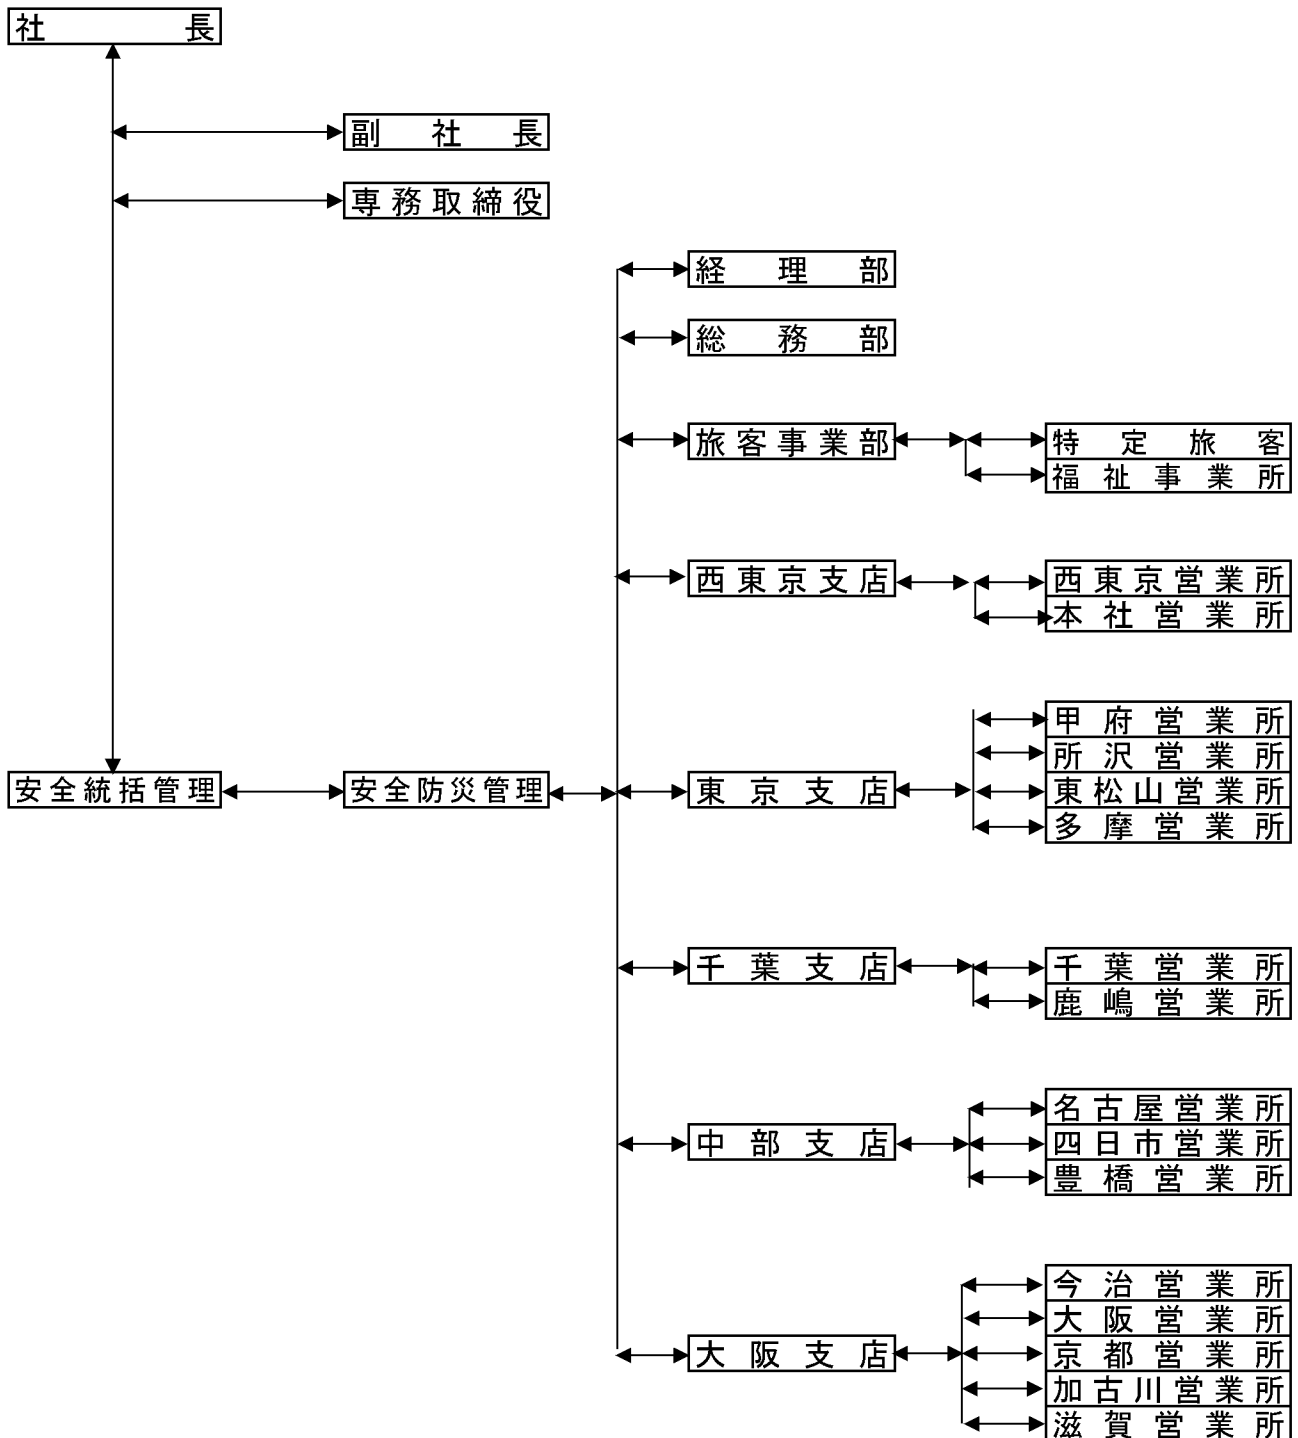 社長
副社長
専務取締役
経理部
総務部
旅客事業部
特定旅客
福祉事業所
西東京支店
西東京営業所
本社営業所
甲府営業所
所沢営業所
安全統括管理
安全防災管理
東京支店
東松山営業所
多摩営業所
千葉支店
千葉営業所
鹿嶋営業所
名古屋営業所
中部支店
四日市営業所
豊橋営業所
今治営業所
大阪営業所
大阪支店
京都営業所
加古川営業所
滋賀営業所